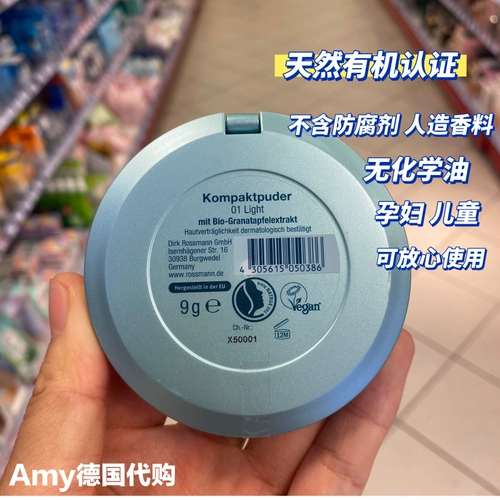 天然有机认证
不含防腐剂 人造香料
无化学油
孕妇 儿童
可放心使用
Kompaktpuder
01 Light
mit Bio-Granatapfelextrakt
Hautverträglichkeit dermatologisch bestätigt
Dirk Rossmann GmbH
Isernhägener Str. 16
30938 Burgwedel
Germany
www.rossmann.de
4 305615 050386
Hergestellt in der EU
9g e
Vegan
Ch.-Nr.:
X50001
12M
Amy德国代购